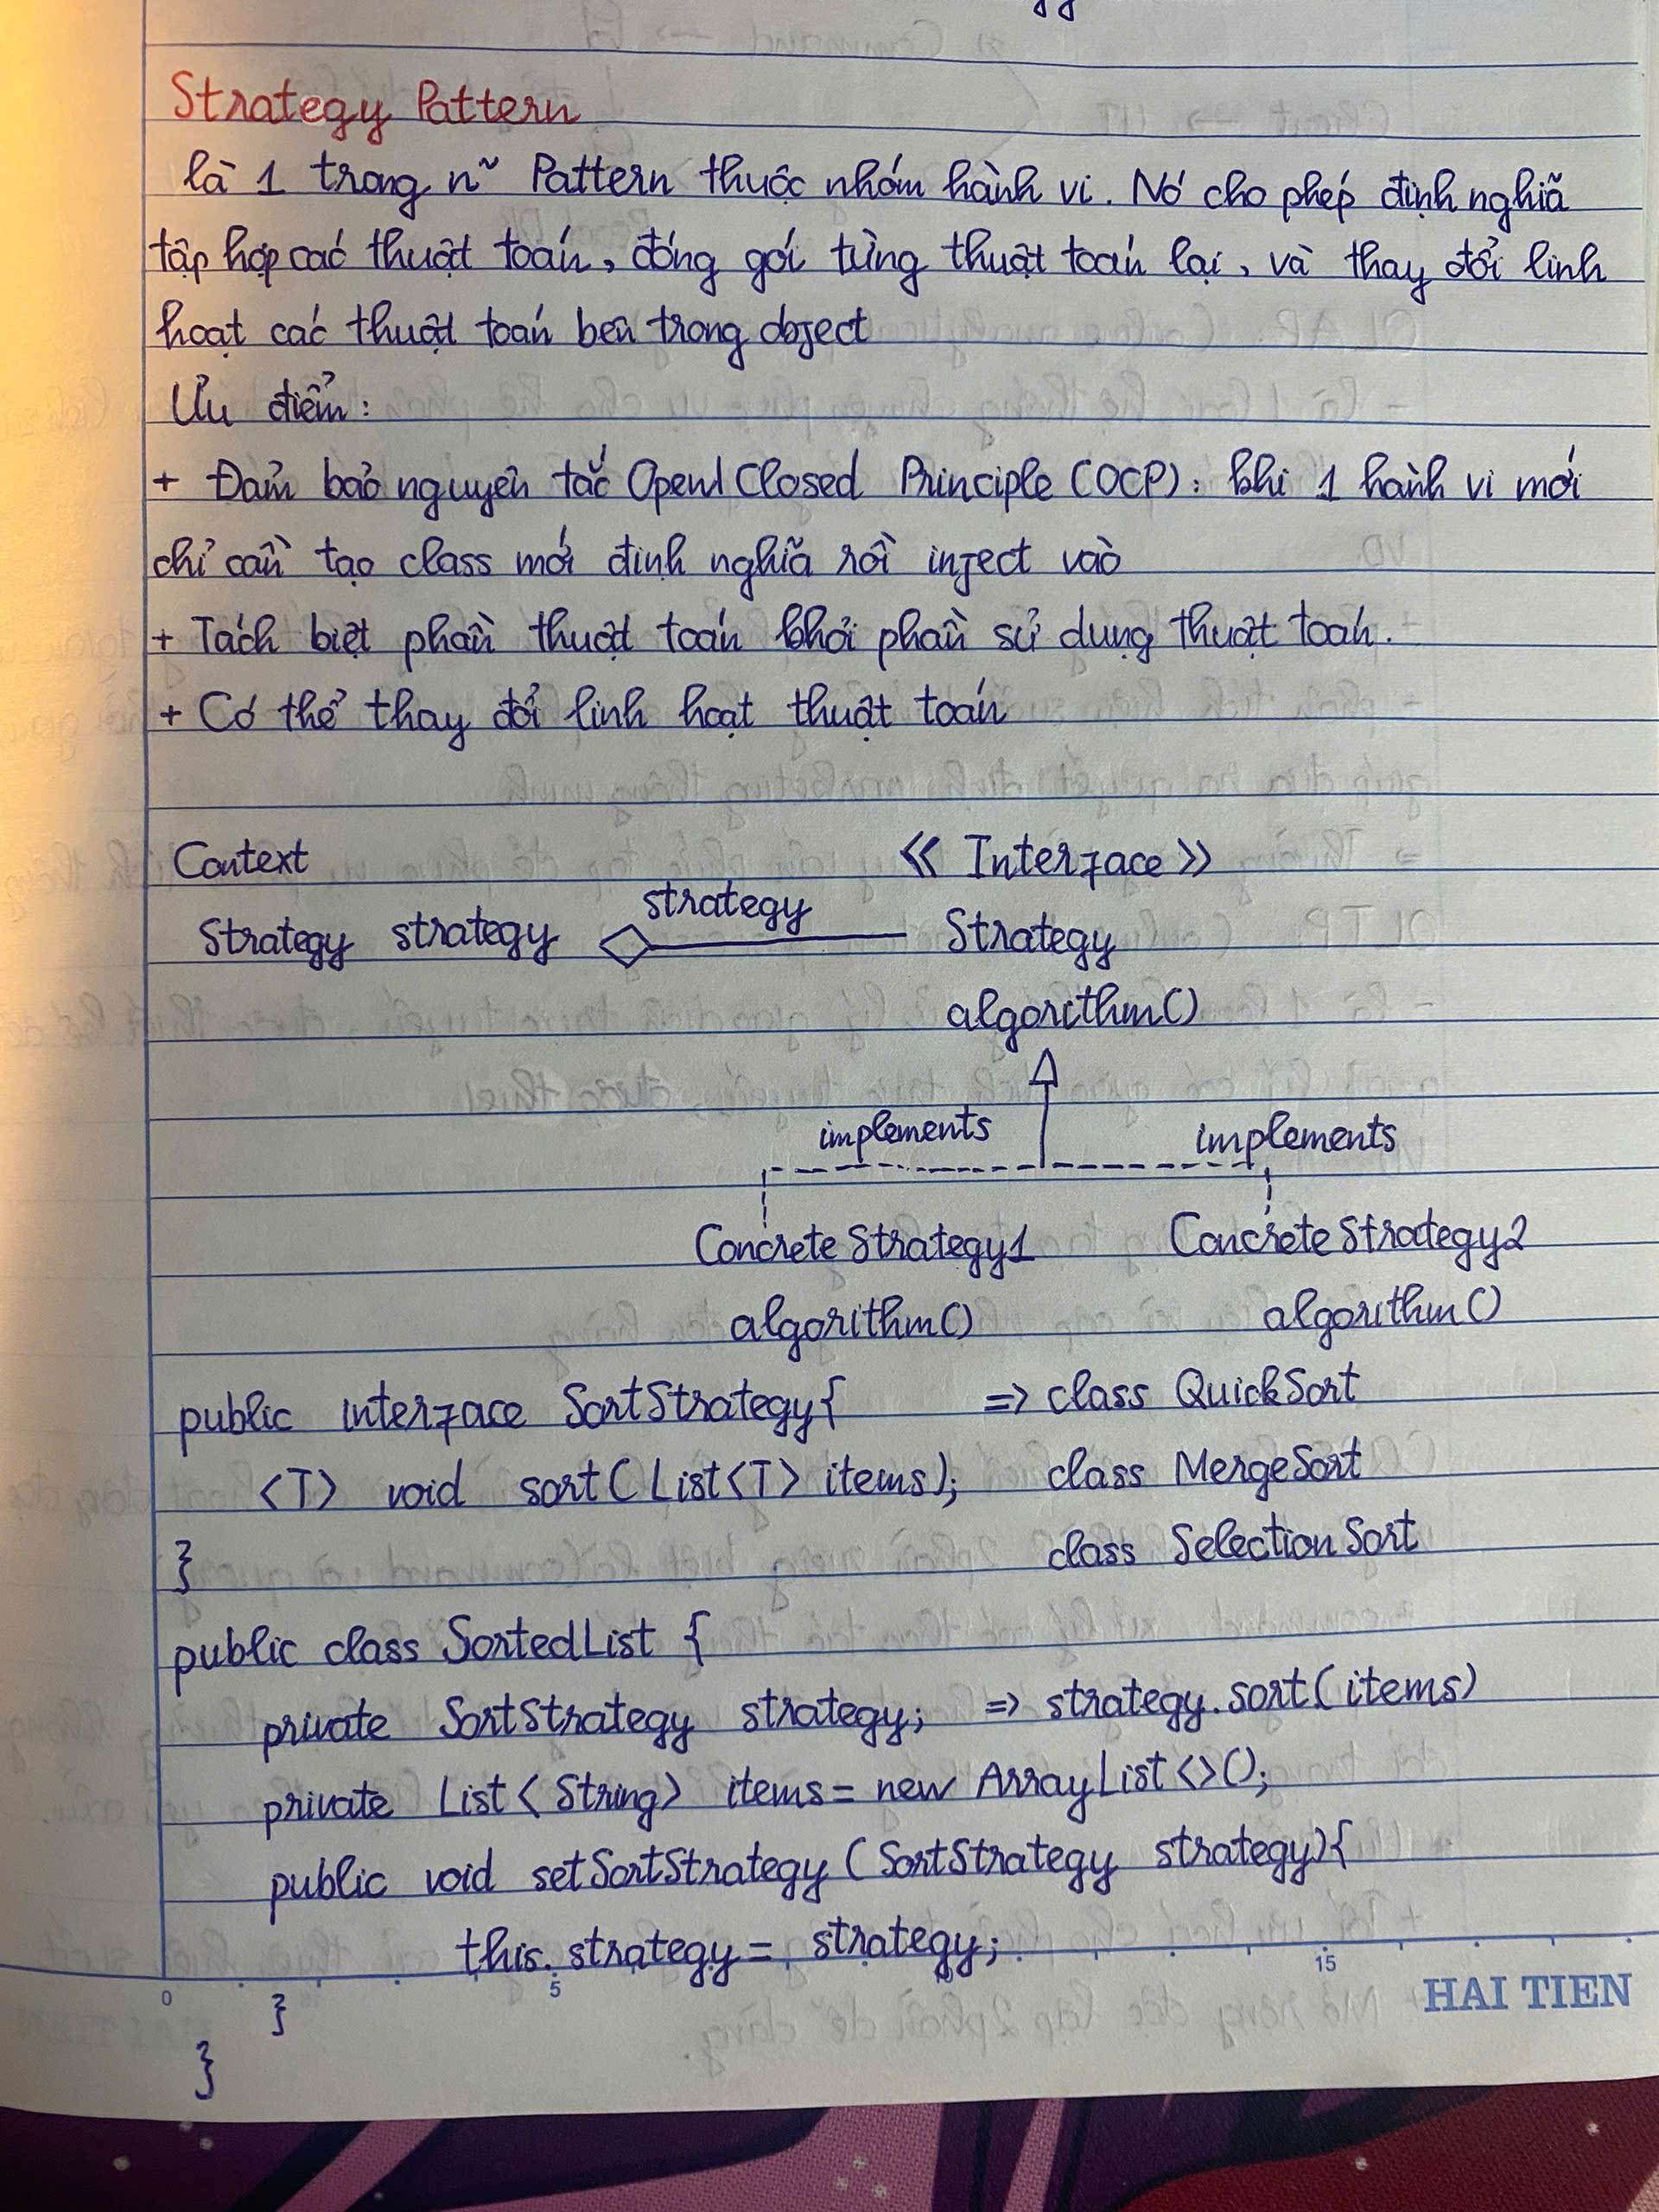 Strategy Pattern
là 1 trong n~ Pattern thuộc nhóm hành vi. Nó cho phép định nghiã
tập hợp các thuật toán, đóng gói từng thuật toán lại, và thay đổi linh
hoạt các thuật toán bên trong object
Ưu điểm:
+ Đảm bảo nguyên tắc Open/Closed Principle (OCP): khi 1 hành vi mới
chỉ cần tạo class mới định nghiã rồi inject vào
+ Tách biệt phần thuật toán khỏi phần sử dụng thuật toán.
+ Có thể thay đổi linh hoạt thuật toán
Context << Interface >>
strategy
Strategy strategy Strategy
algorithm()
implements implements
ConcreteStrategy1 ConcreteStrategy2
algorithm() algorithm()
public interface SortStrategy{ => class QuickSort
<T> void sort(List<T> items); class MergeSort
} class SelectionSort
public class SortedList {
private SortStrategy strategy; => strategy.sort(items)
private List<String> items = new ArrayList<>();
public void setSortStrategy (SortStrategy strategy){
this.strategy = strategy;
0 5 15
HAI TIEN
}
}